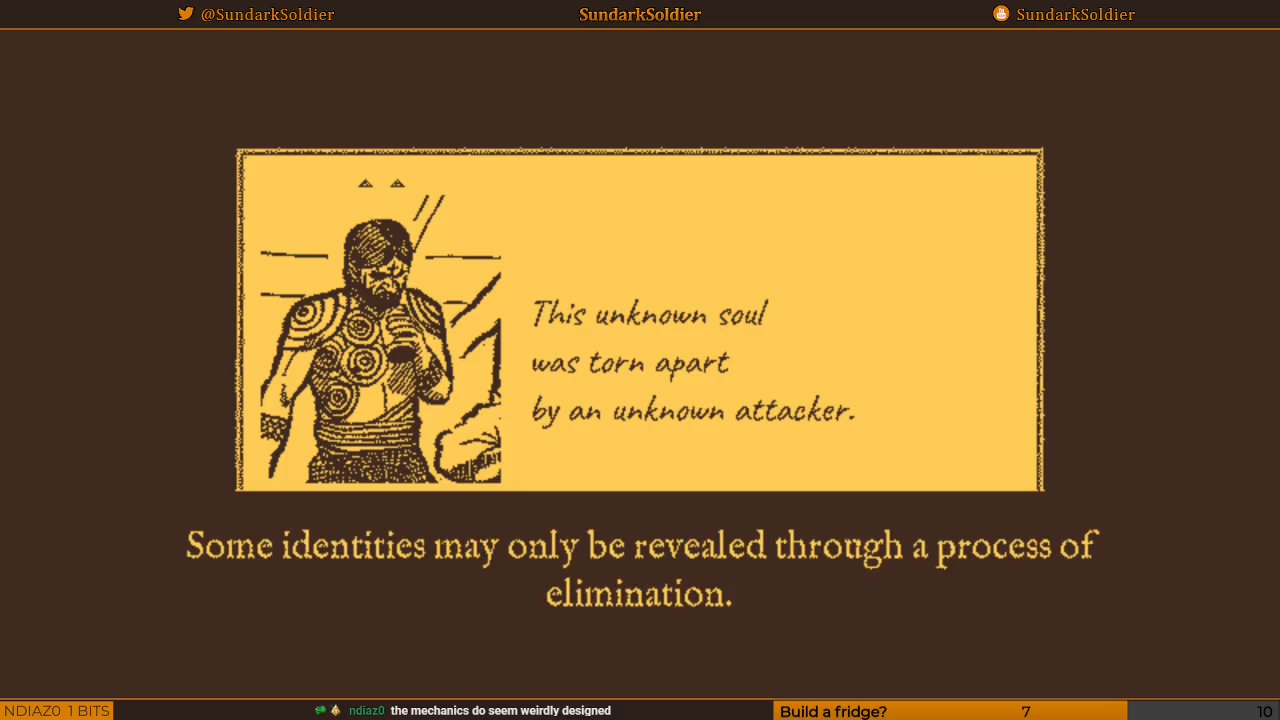 @SundarkSoldier
SundarkSoldier
SundarkSoldier
This unknown soul
was torn apart
by an unknown attacker.
Some identities may only be revealed through a process of
elimination.
NDIAZ0 1 BITS
ndiaz0 the mechanics do seem weirdly designed
Build a fridge? 7 10